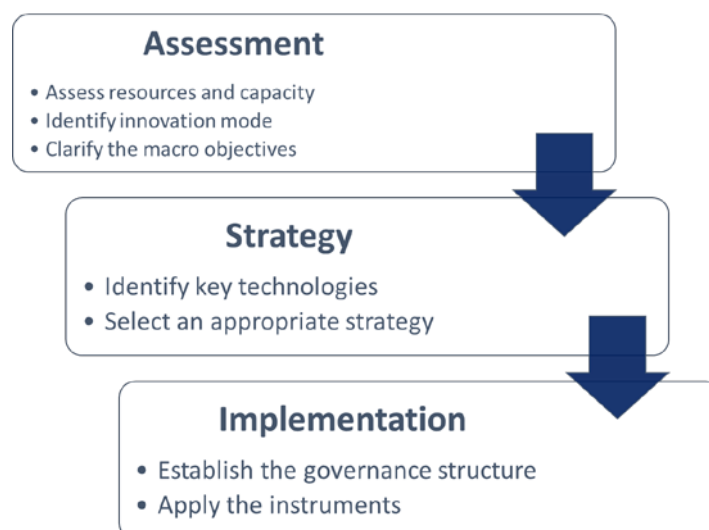 Assessment
• Assess resources and capacity
• Identify innovation mode
• Clarify the macro objectives
Strategy
• Identify key technologies
• Select an appropriate strategy
Implementation
• Establish the governance structure
• Apply the instruments